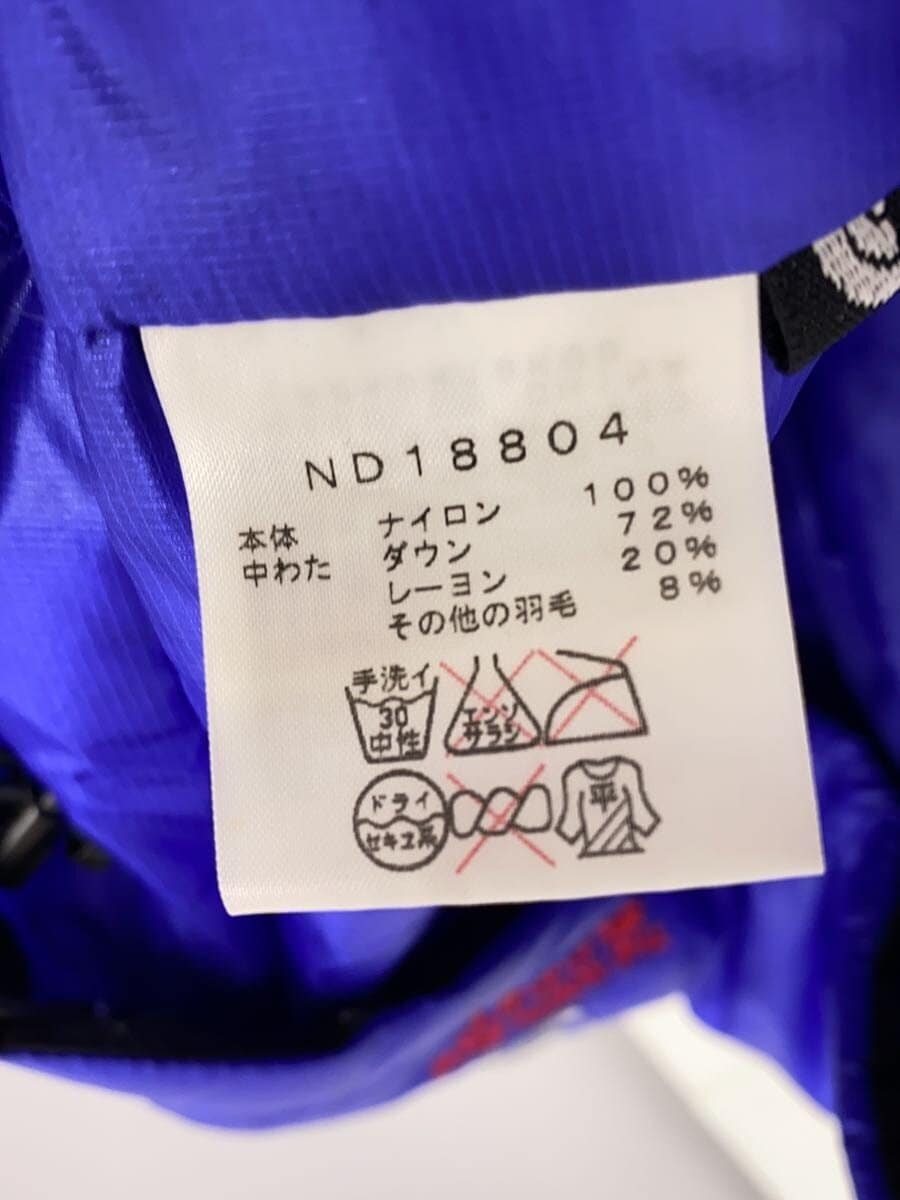 ND18804
本体 ナイロン 100%
中わた ダウン 72%
レーヨン 20%
その他の羽毛 8%
手洗イ
30
中性
エンソ
サラシ
ドライ
セキユ系
平